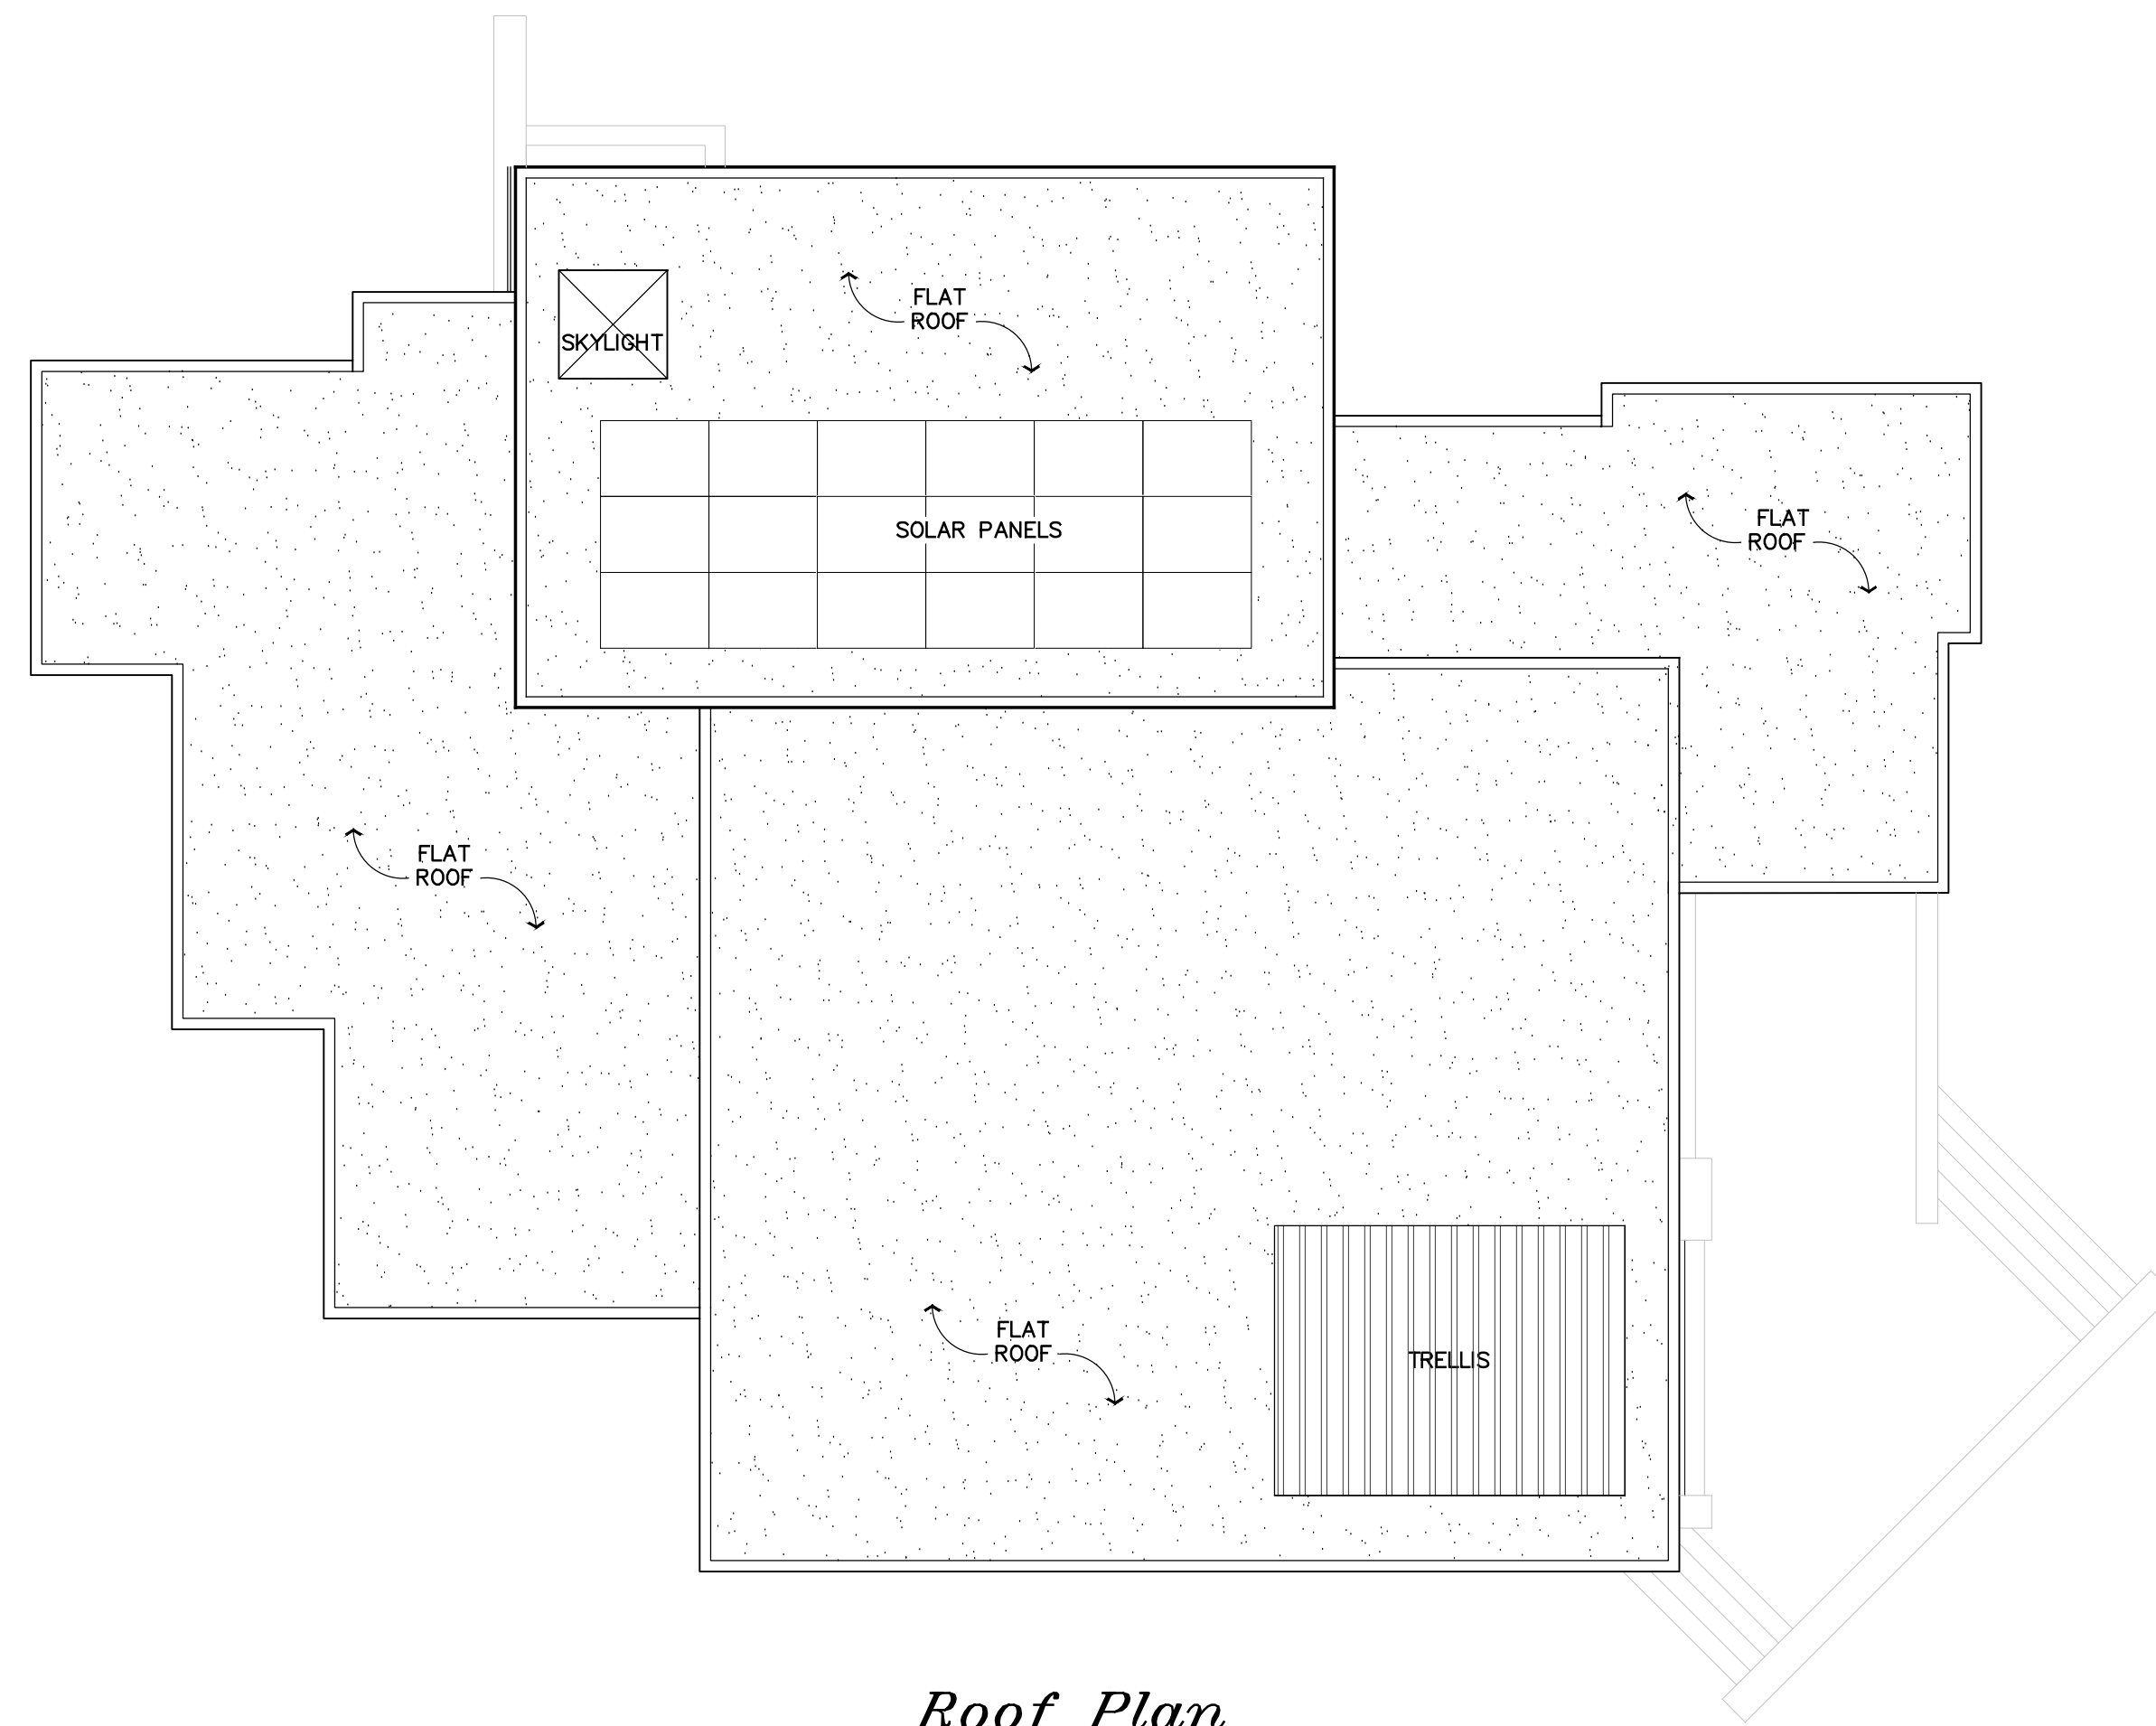 FLAT
ROOF
SKYLIGHT
SOLAR PANELS
FLAT
ROOF
FLAT
ROOF
FLAT
ROOF
TRELLIS
Roof Plan